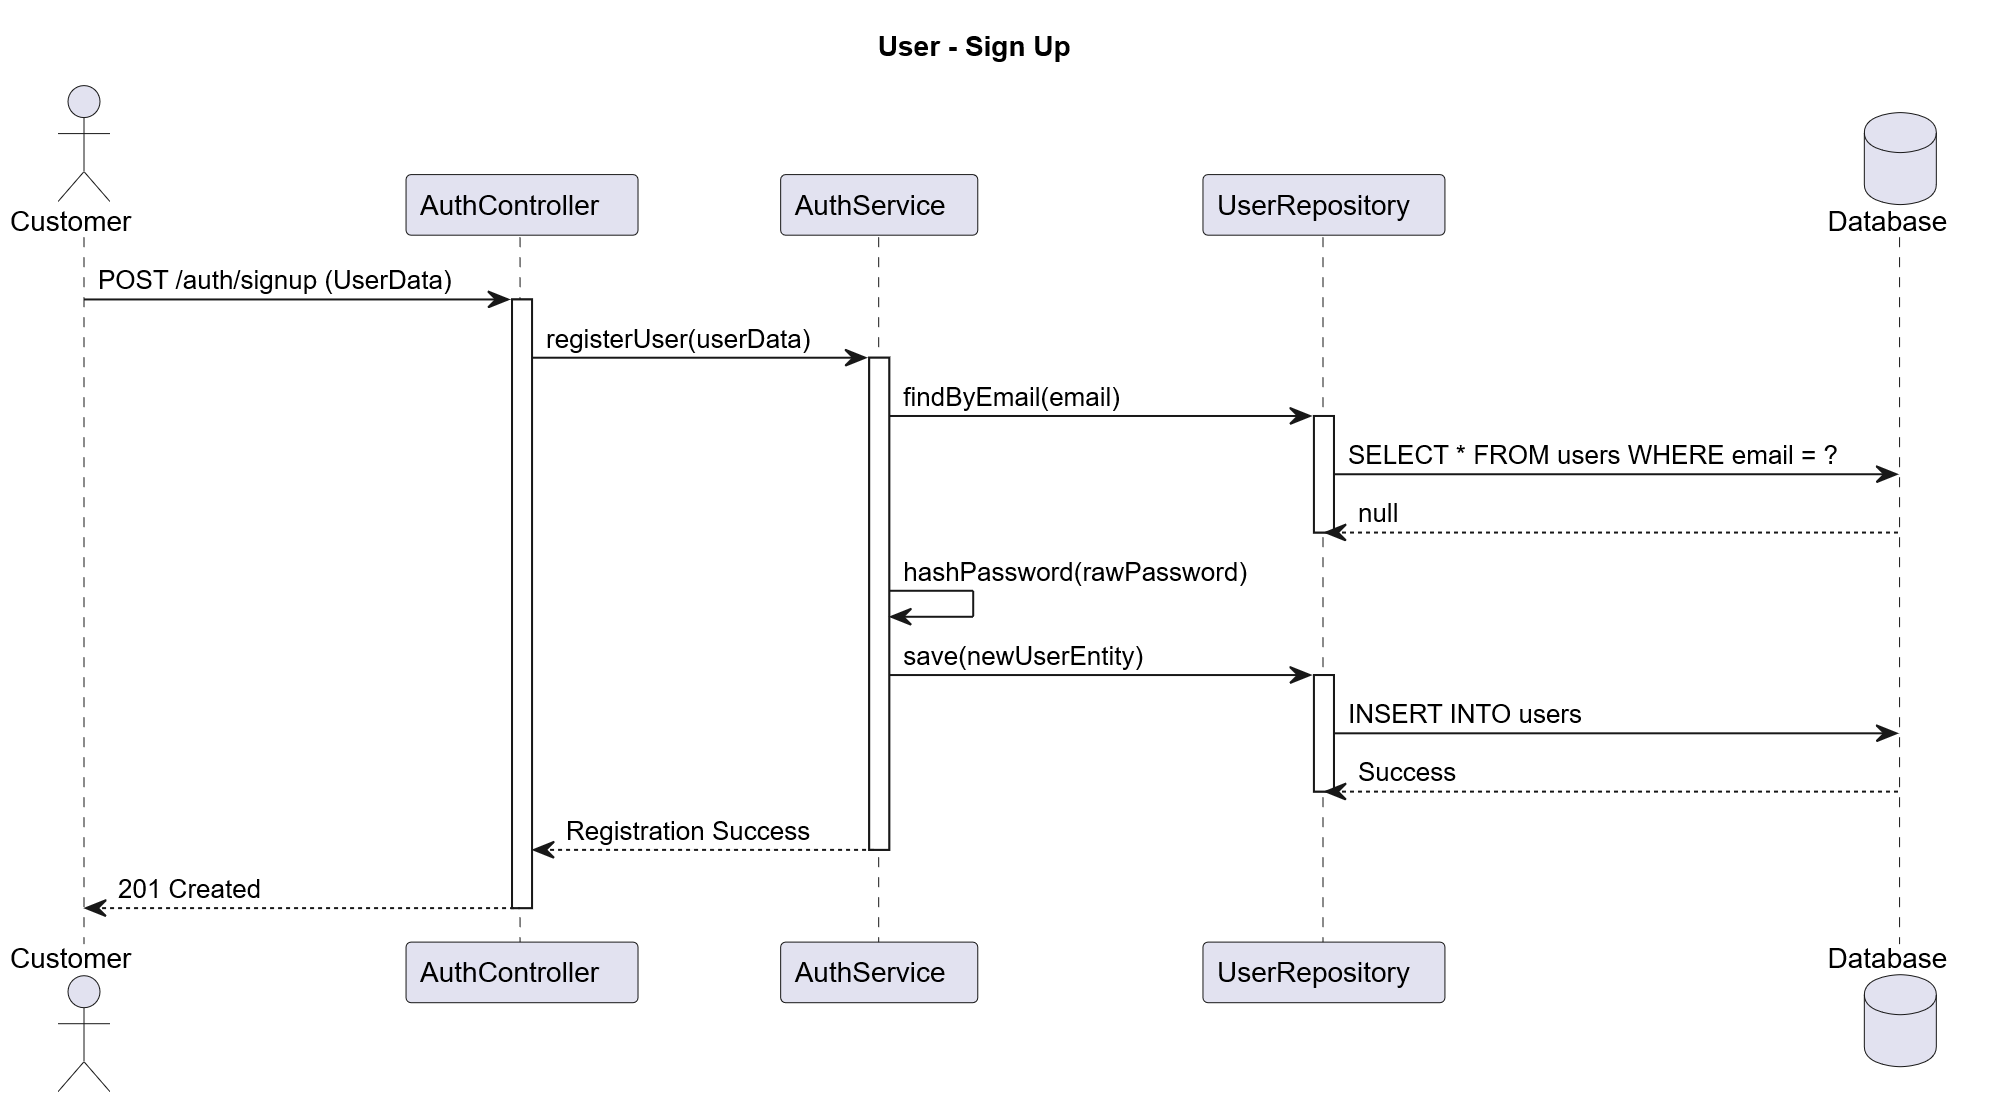 User - Sign Up
Customer
AuthController
AuthService
UserRepository
Database
POST /auth/signup (UserData)
registerUser(userData)
findByEmail(email)
SELECT * FROM users WHERE email = ?
null
hashPassword(rawPassword)
save(newUserEntity)
INSERT INTO users
Success
Registration Success
201 Created
Customer
AuthController
AuthService
UserRepository
Database